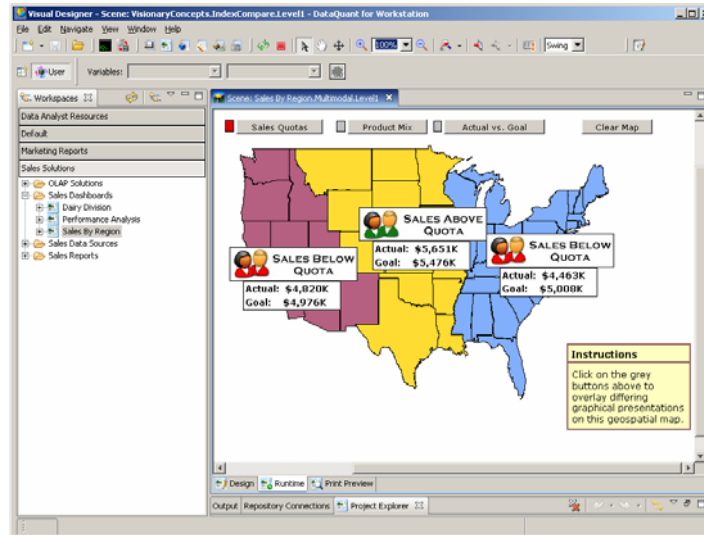 Visual Designer - Scene: VisionaryConcepts.IndexCompare.Level1 - DataQuant for Workstation
File Edit Navigate View Window Help
100%
Swing
User
Variables:
Workspaces
Scene: Sales By Region.Multimodal.Level1
Data Analyst Resources
Default
Marketing Reports
Sales Solutions
OLAP Solutions
Sales Dashboards
Dairy Division
Performance Analysis
Sales By Region
Sales Data Sources
Sales Reports
Sales Quotas
Product Mix
Actual vs. Goal
Clear Map
SALES ABOVE
QUOTA
Actual: $5,651K
Goal: $5,476K
SALES BELOW
QUOTA
Actual: $4,820K
Goal: $4,976K
SALES BELOW
QUOTA
Actual: $4,463K
Goal: $5,008K
Instructions
Click on the grey
buttons above to
overlay differing
graphical presentations
on this geospatial map.
Design Runtime Print Preview
Output Repository Connections Project Explorer